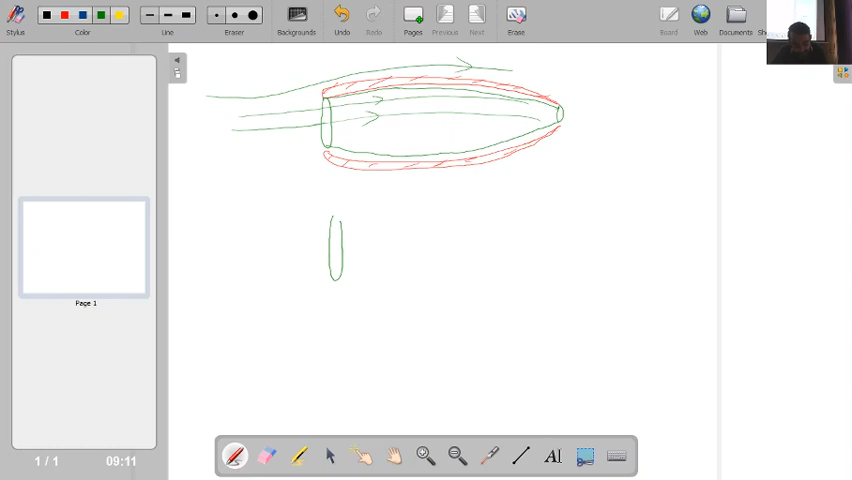 Stylus Color Line Eraser Backgrounds Undo Pages Previous Next Erase Board Web Documents
Page 1
1 / 1 09:11
AI